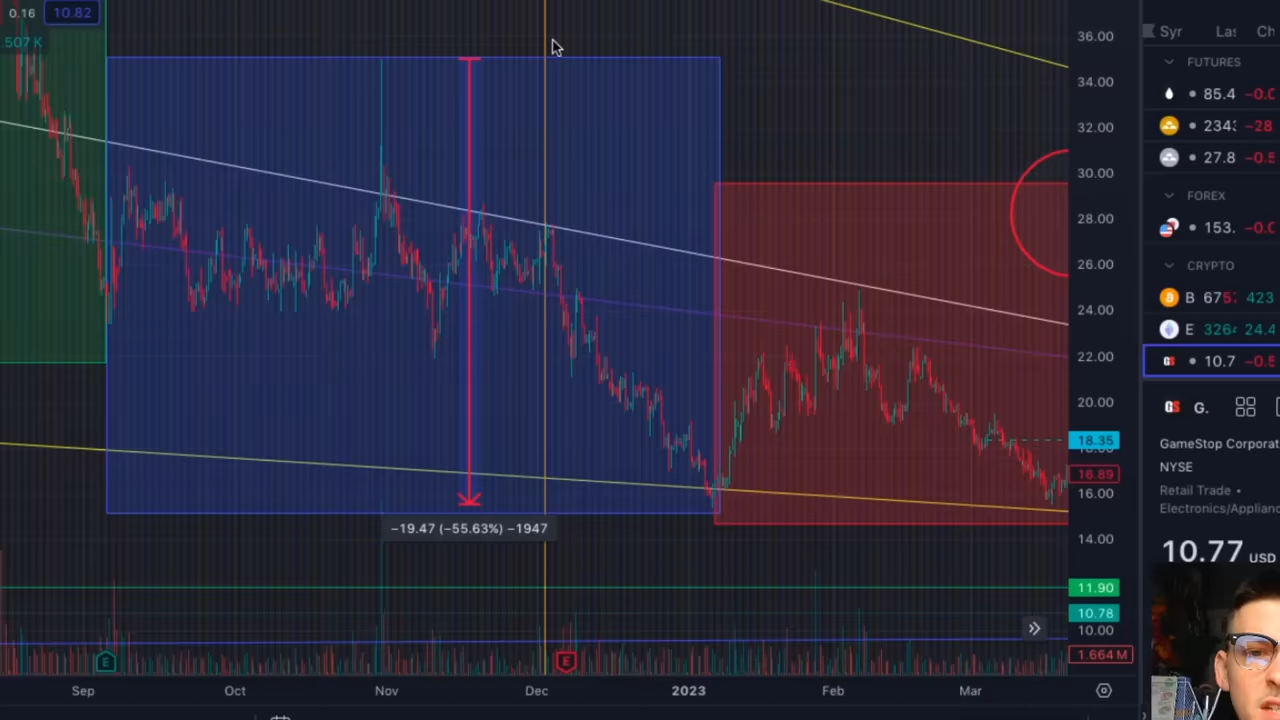 0.16 10.82
.507 K
36.00
34.00
32.00
30.00
28.00
26.00
24.00
22.00
20.00
18.35
16.89
16.00
14.00
11.90
10.78
10.00
1.664 M
−19.47 (−55.63%) −1947
E
E
Sep Oct Nov Dec 2023 Feb Mar
Syr Las Ch
FUTURES
85.4 −0.0
234 −28
27.8 −0.5
FOREX
153. −0.0
CRYPTO
B 675 423
E 326 24.4
GS 10.7 −0.5
GS G.
GameStop Corporat
NYSE
Retail Trade •
Electronics/Applianc
10.77 USD